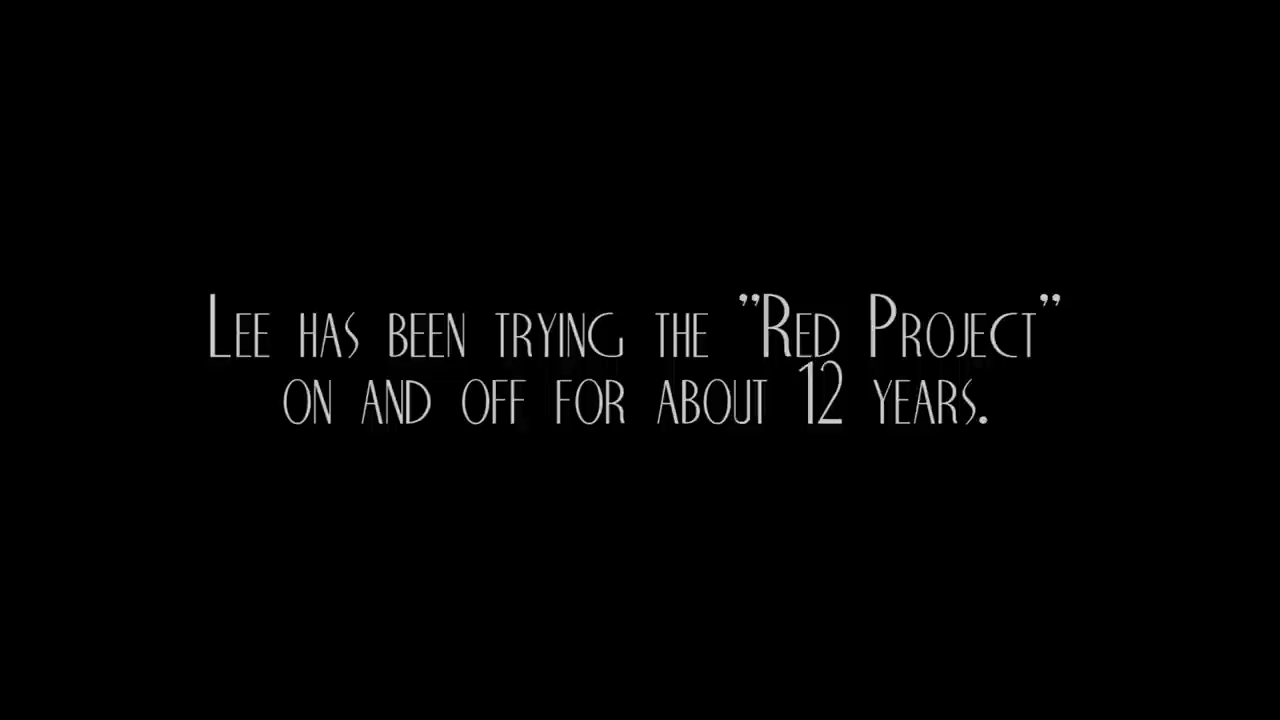 Lee has been trying the "Red Project"
on and off for about 12 years.